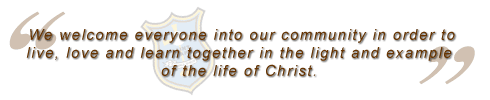 We welcome everyone into our community in order to
live, love and learn together in the light and example
of the life of Christ.